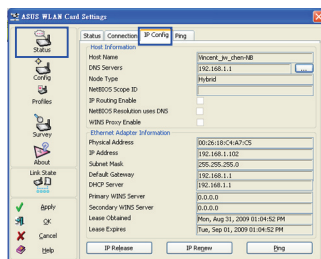 ASUS WLAN Card Settings
Status
Config
Profiles
Survey
About
Link State
Apply
OK
Cancel
Help
Status Connection IP Config Ping
Host Information
Host Name Vincent_jw_chen-NB
DNS Servers 192.168.1.1 ...
Node Type Hybrid
NetBIOS Scope ID
IP Routing Enable
NetBIOS Resolution uses DNS
WINS Proxy Enable
Ethernet Adapter Information
Physical Address 00:26:18:C4:A7:C5
IP Address 192.168.1.102
Subnet Mask 255.255.255.0
Default Gateway 192.168.1.1
DHCP Server 192.168.1.1
Primary WINS Server 0.0.0.0
Secondary WINS Server 0.0.0.0
Lease Obtained Mon, Aug 31, 2009 01:04:52 PM
Lease Expires Tue, Sep 01, 2009 01:04:52 PM
IP Release IP Renew Ping